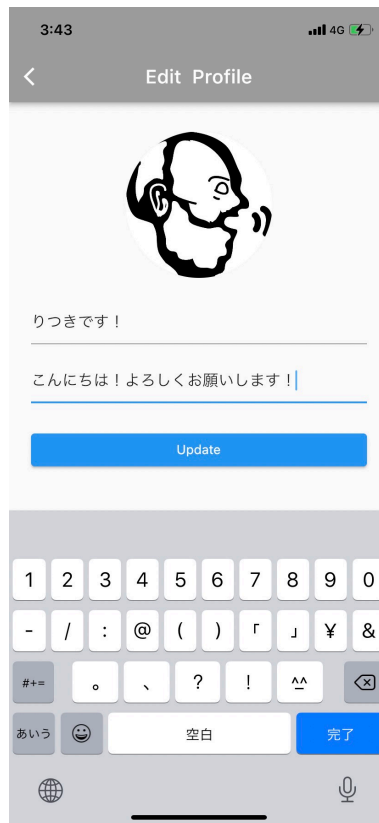 3:43 4G
Edit Profile
りつきです！
こんにちは！よろしくお願いします！
Update
1 2 3 4 5 6 7 8 9 0
- / : @ ( ) 「 」 ¥ &
#+= 。 、 ? ! ^^
あいう 空白 完了